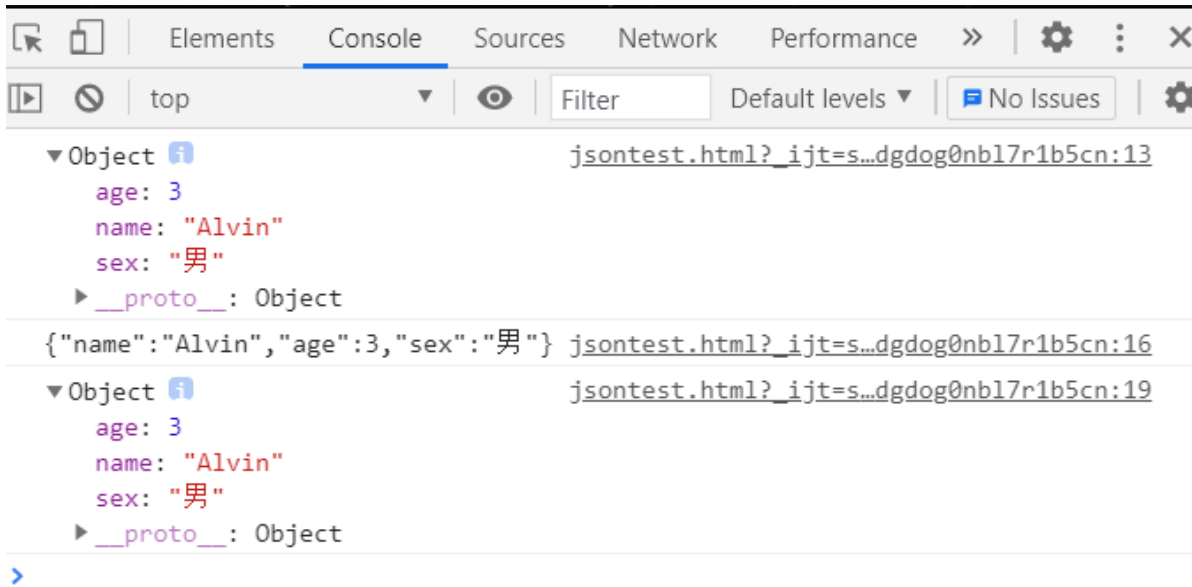 Elements Console Sources Network Performance »
top Filter Default levels ▼ No Issues
▼Object i jsontest.html?_ijt=s…dgdog0nbl7r1b5cn:13
age: 3
name: "Alvin"
sex: "男"
▶__proto__: Object
{"name":"Alvin","age":3,"sex":"男"} jsontest.html?_ijt=s…dgdog0nbl7r1b5cn:16
▼Object i jsontest.html?_ijt=s…dgdog0nbl7r1b5cn:19
age: 3
name: "Alvin"
sex: "男"
▶__proto__: Object
>